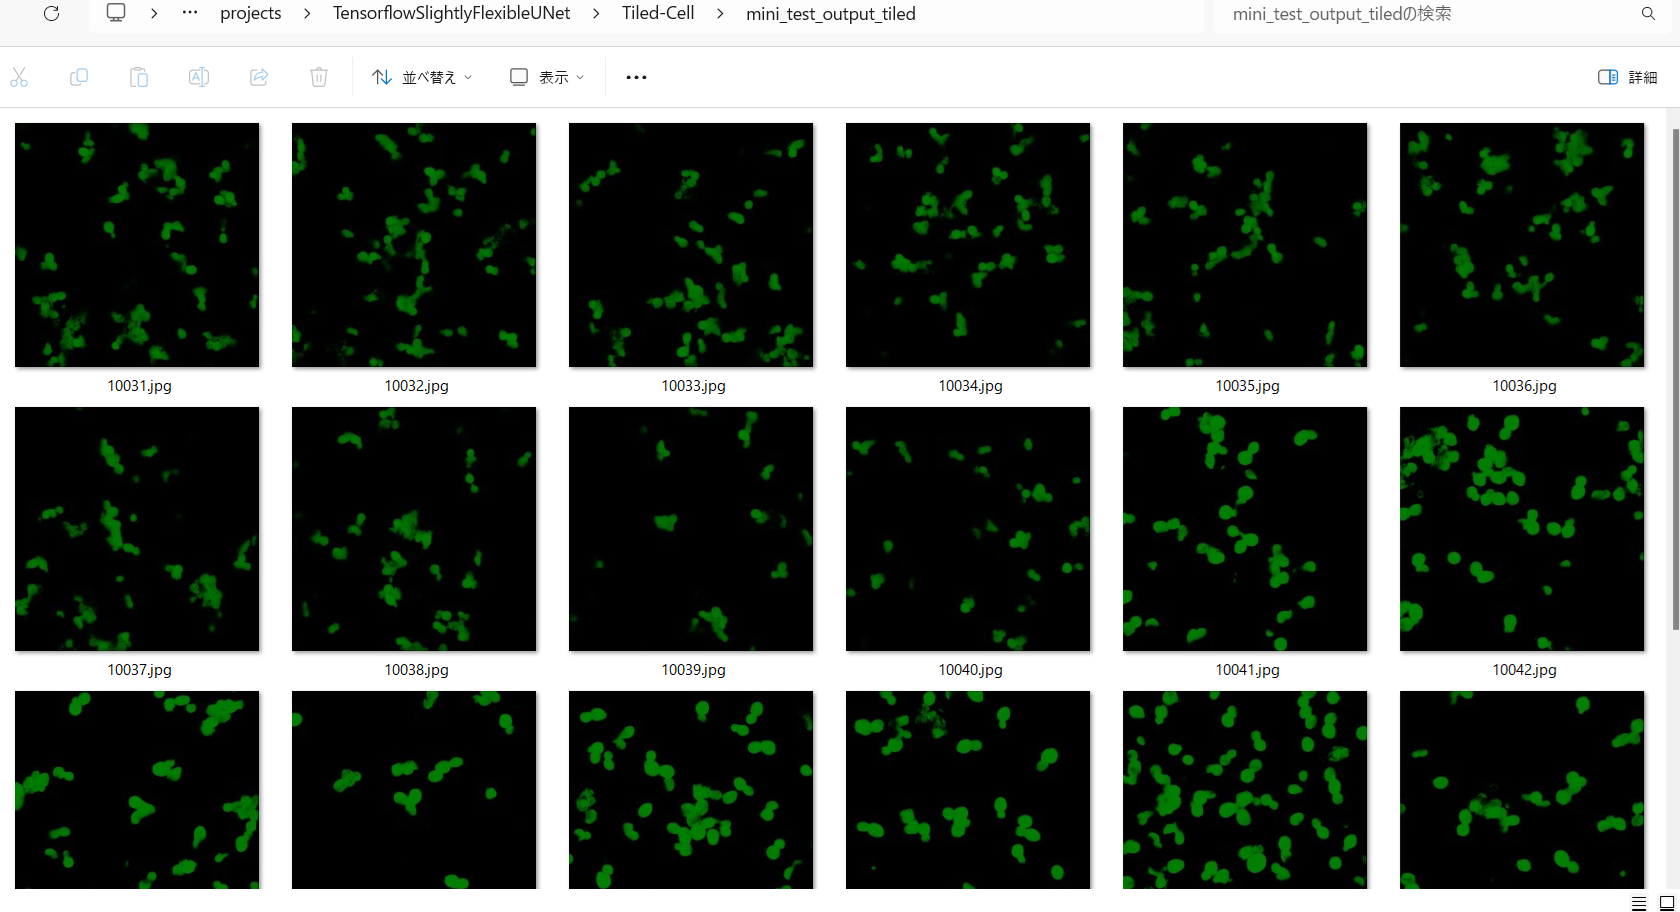 projects > TensorflowSlightlyFlexibleUNet > Tiled-Cell > mini_test_output_tiled
mini_test_output_tiledの検索
並べ替え 表示 詳細
10031.jpg 10032.jpg 10033.jpg 10034.jpg 10035.jpg 10036.jpg
10037.jpg 10038.jpg 10039.jpg 10040.jpg 10041.jpg 10042.jpg